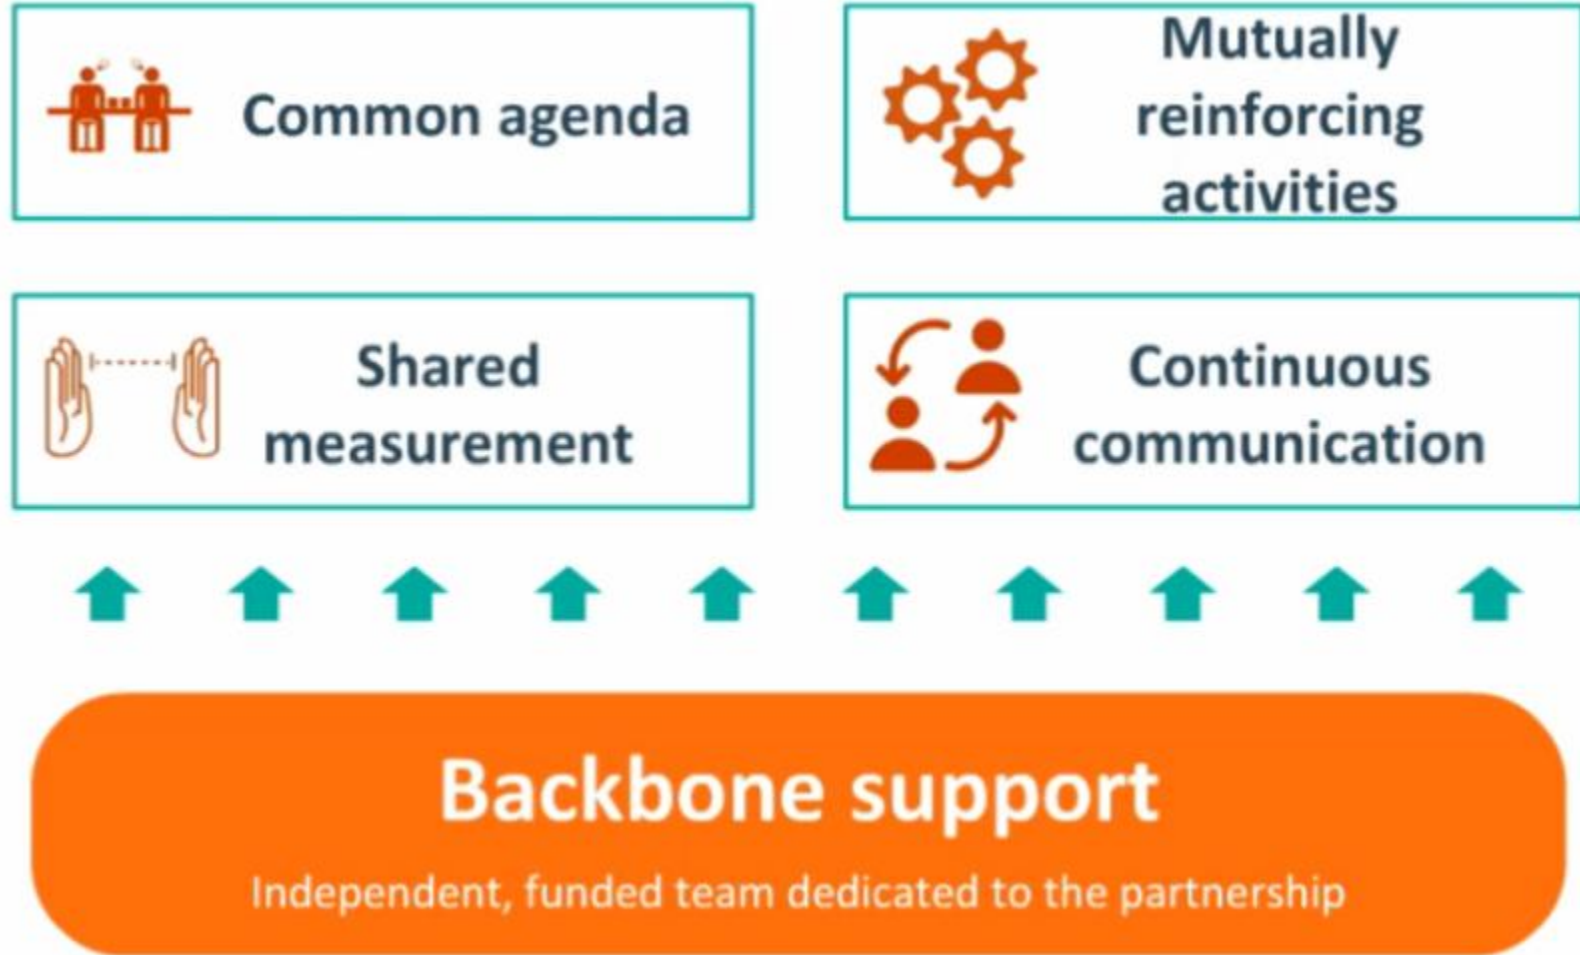 Common agenda
Mutually
reinforcing
activities
Shared
measurement
Continuous
communication
Backbone support
Independent, funded team dedicated to the partnership